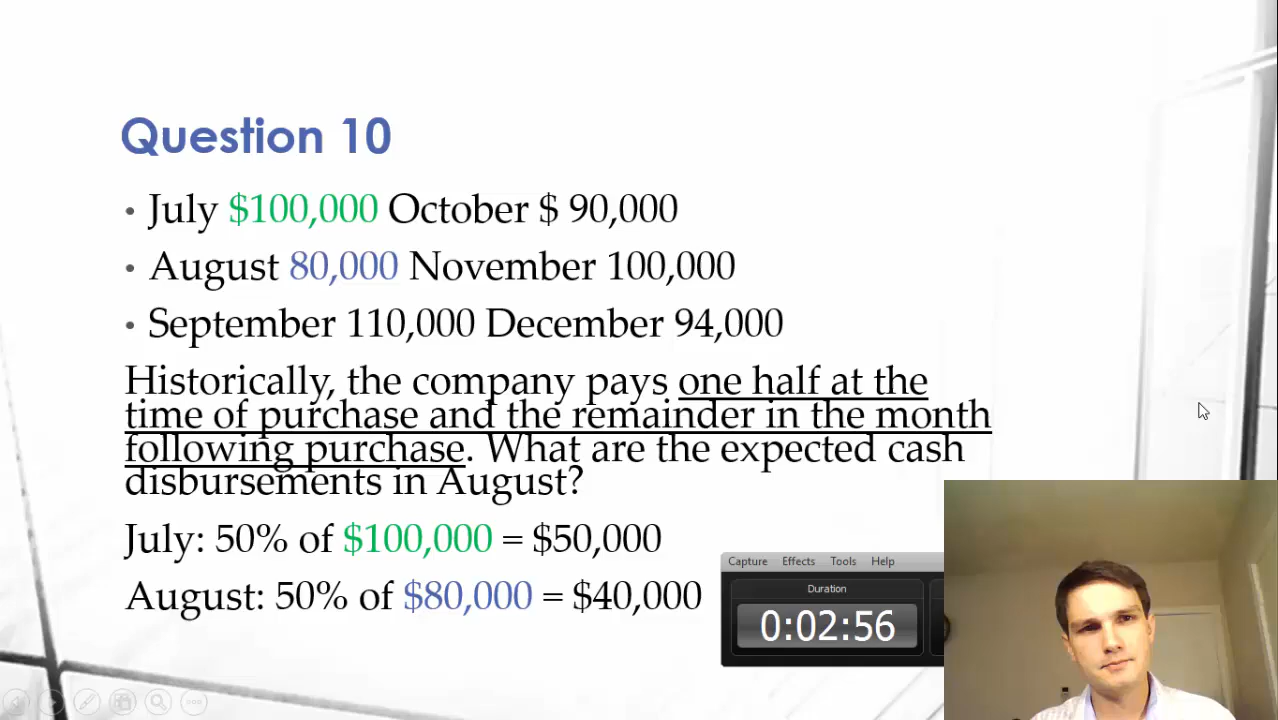 Question 10
• July $100,000 October $ 90,000
• August 80,000 November 100,000
• September 110,000 December 94,000
Historically, the company pays one half at the
time of purchase and the remainder in the month
following purchase. What are the expected cash
disbursements in August?
July: 50% of $100,000 = $50,000
August: 50% of $80,000 = $40,000
Capture Effects Tools Help
Duration
0:02:56